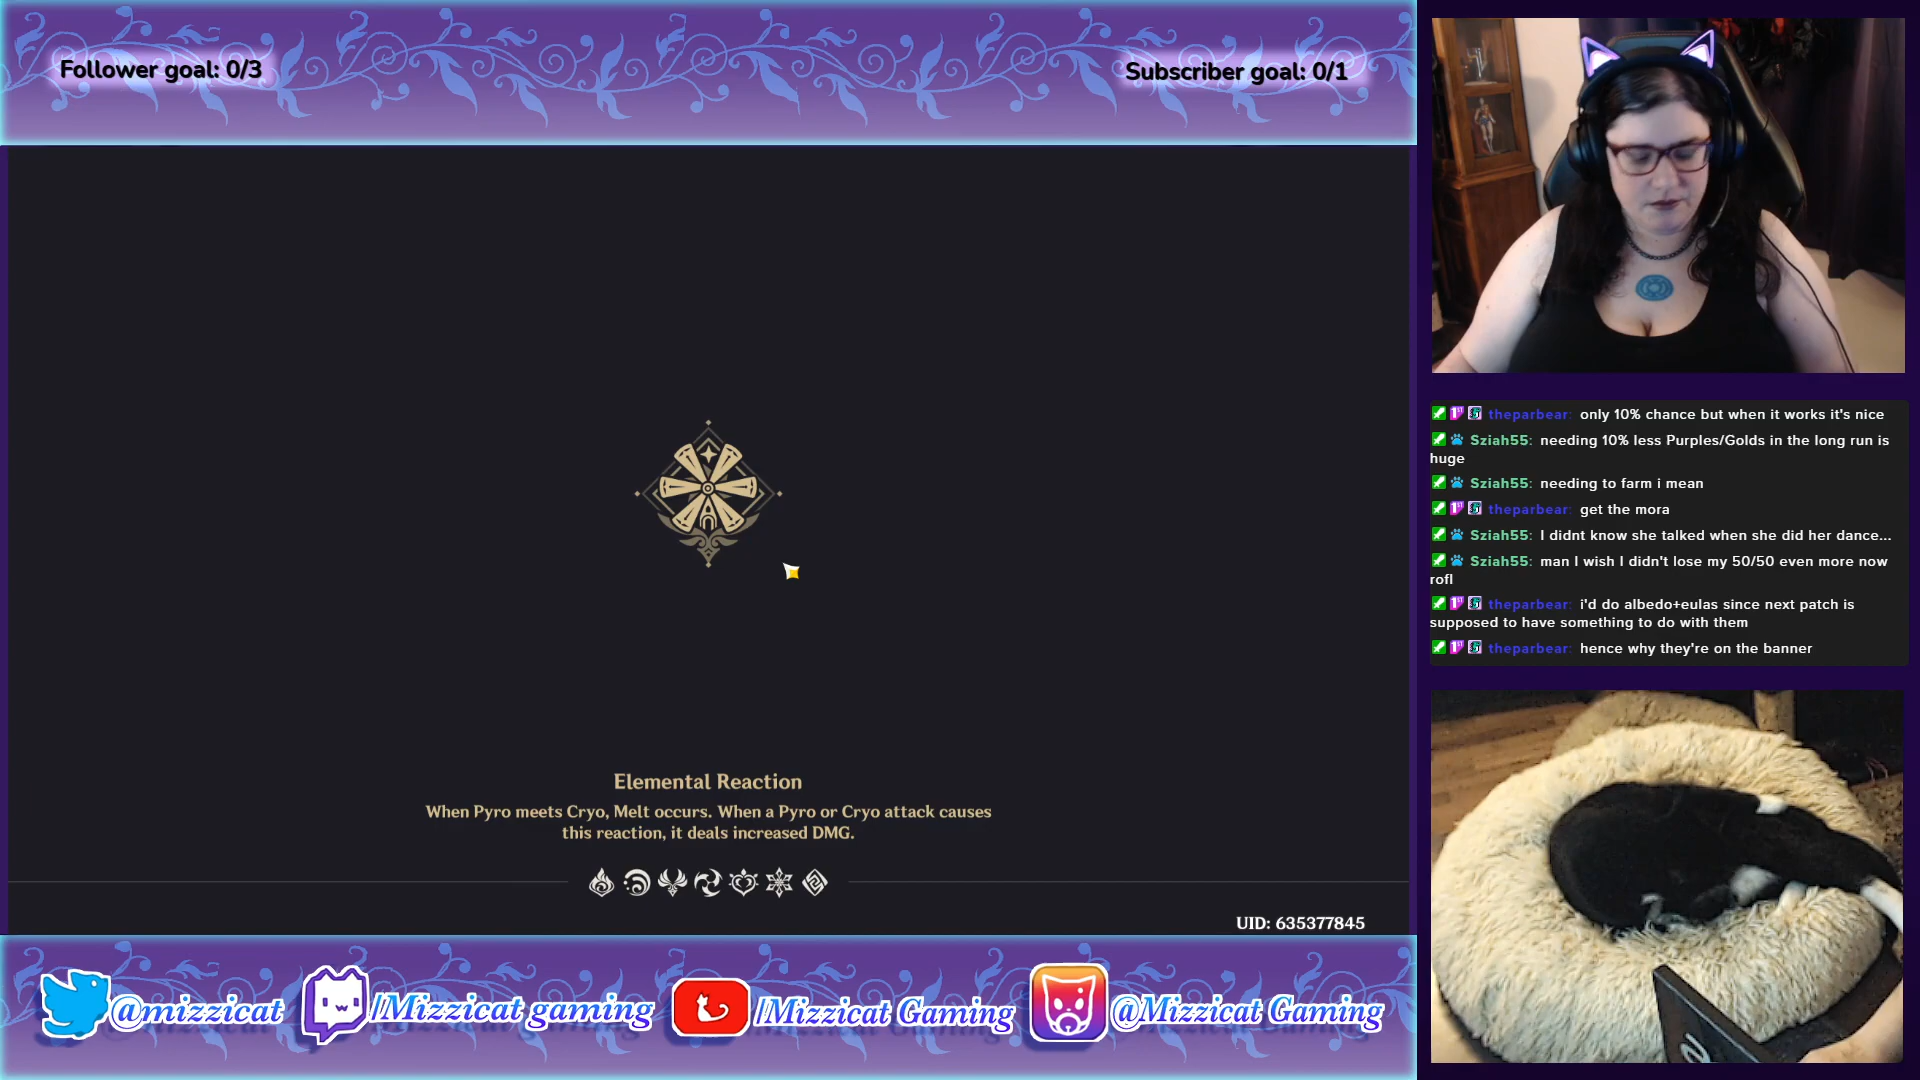 Follower goal: 0/3
Subscriber goal: 0/1
theparbear: only 10% chance but when it works it's nice
Sziah55: needing 10% less Purples/Golds in the long run is
huge
Sziah55: needing to farm i mean
theparbear: get the mora
Sziah55: I didnt know she talked when she did her dance...
Sziah55: man I wish I didn't lose my 50/50 even more now
rofl
theparbear: i'd do albedo+eulas since next patch is
supposed to have something to do with them
theparbear: hence why they're on the banner
Elemental Reaction
When Pyro meets Cryo, Melt occurs. When a Pyro or Cryo attack causes
this reaction, it deals increased DMG.
UID: 635377845
@mizzicat
/Mizzicat gaming
/Mizzicat Gaming
@Mizzicat Gaming